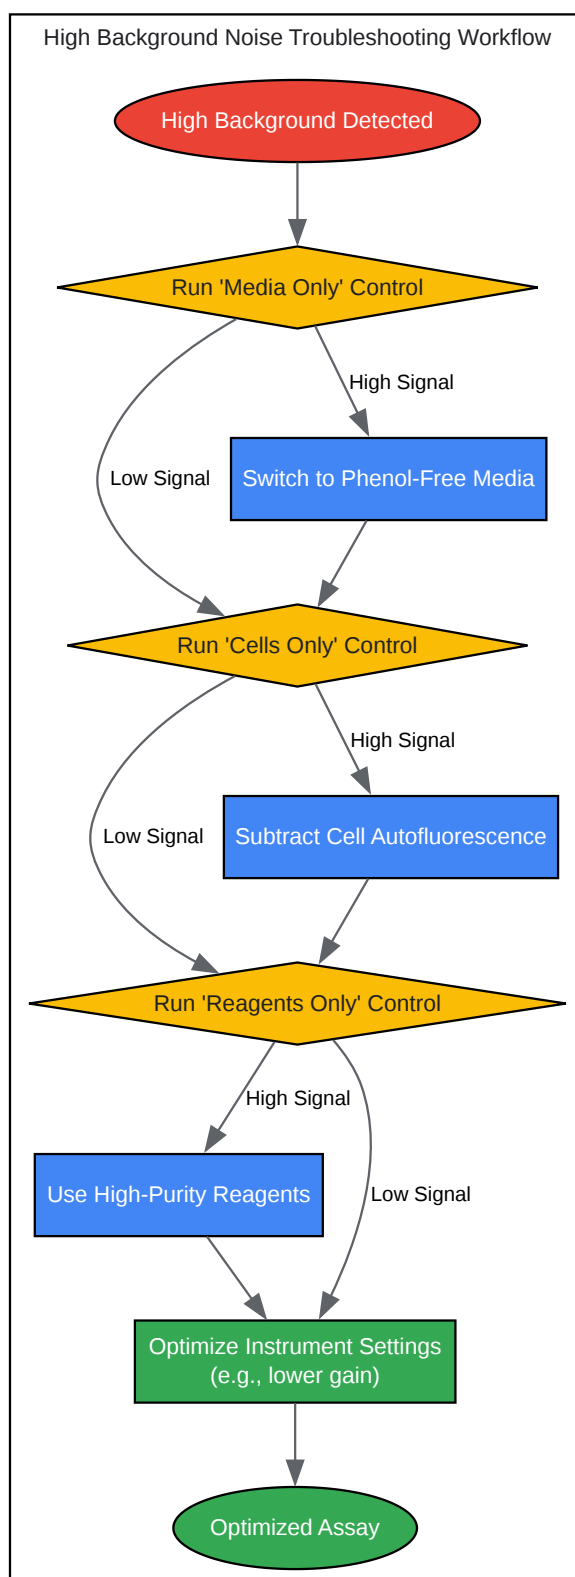 High Background Noise Troubleshooting Workflow
High Background Detected
Run 'Media Only' Control
High Signal
Low Signal
Switch to Phenol-Free Media
Run 'Cells Only' Control
High Signal
Low Signal
Subtract Cell Autofluorescence
Run 'Reagents Only' Control
High Signal
Use High-Purity Reagents
Low Signal
Optimize Instrument Settings
(e.g., lower gain)
Optimized Assay